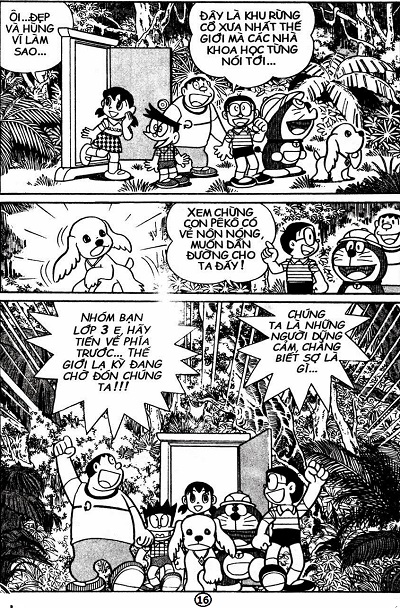 ÔI...ĐẸP
VÀ HÙNG
VĨ LÀM
SAO...
ĐÂY LÀ KHU RỪNG
CỔ XƯA NHẤT THẾ
GIỚI MÀ CÁC NHÀ
KHOA HỌC TỪNG
NÓI TỚI...
XEM CHỪNG
CON PÊKÔ CÓ
VẺ NÔN NÓNG,
MUỐN DẪN
ĐƯỜNG CHO
TA ĐẤY!
NHÓM BẠN
LỚP 3 E, HÃY
TIẾN VỀ PHÍA
TRƯỚC... THẾ
GIỚI LẠ KỲ ĐANG
CHỜ ĐÓN CHÚNG
TA!!!
CHÚNG
TA LÀ NHỮNG
NGƯỜI DŨNG
CẢM, CHẲNG
BIẾT SỢ LÀ
GÌ...
16